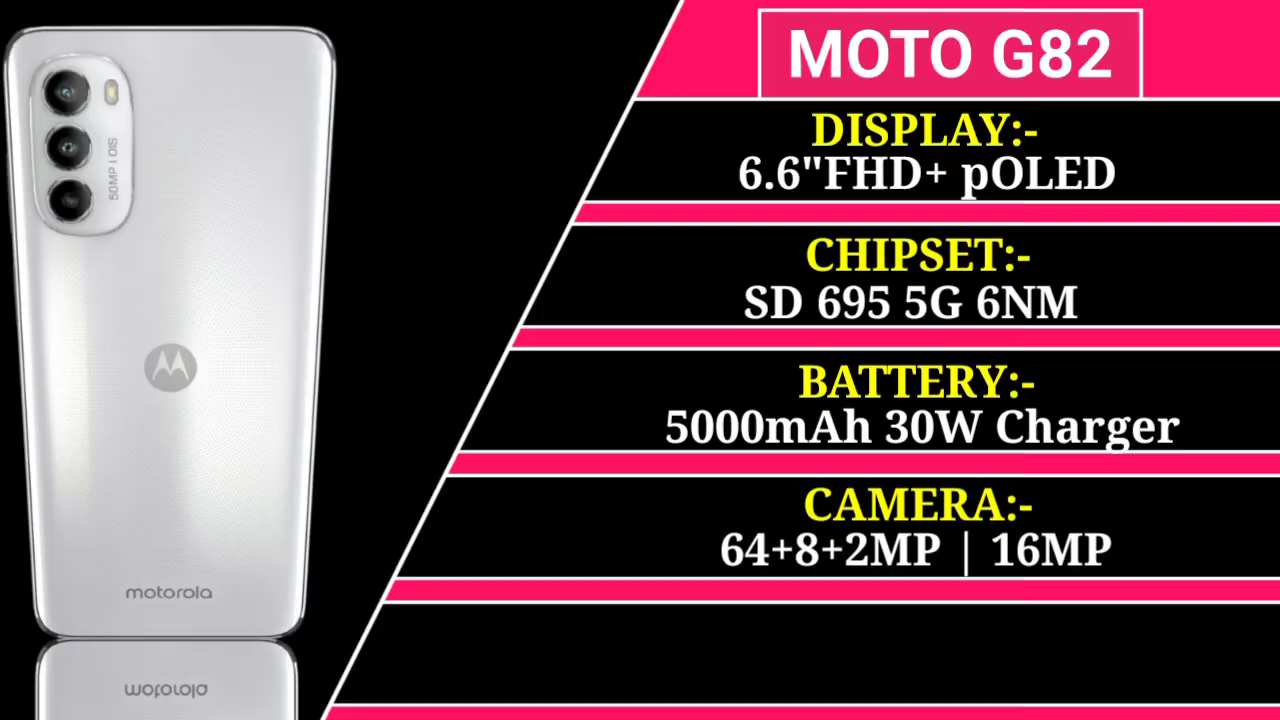 50MP | OIS
motorola
MOTO G82
DISPLAY:-
6.6"FHD+ pOLED
CHIPSET:-
SD 695 5G 6NM
BATTERY:-
5000mAh 30W Charger
CAMERA:-
64+8+2MP | 16MP
motorola